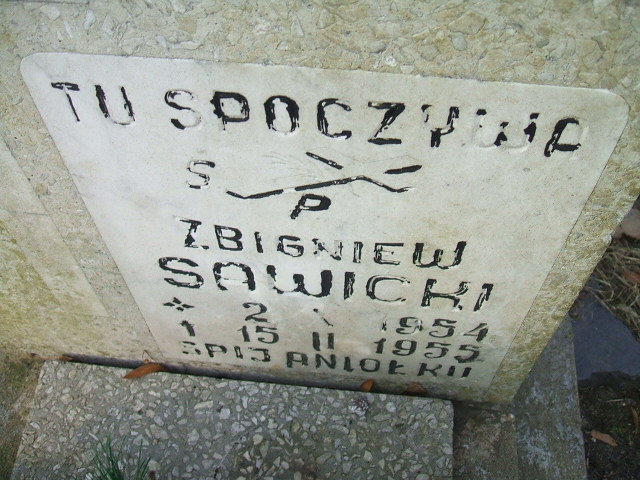 TU SPOCZYWA
S P
ZBIGNIEW
SAWICKI
* 2 I 1954
† 15 II 1955
ŚPIJ ANIOŁKU